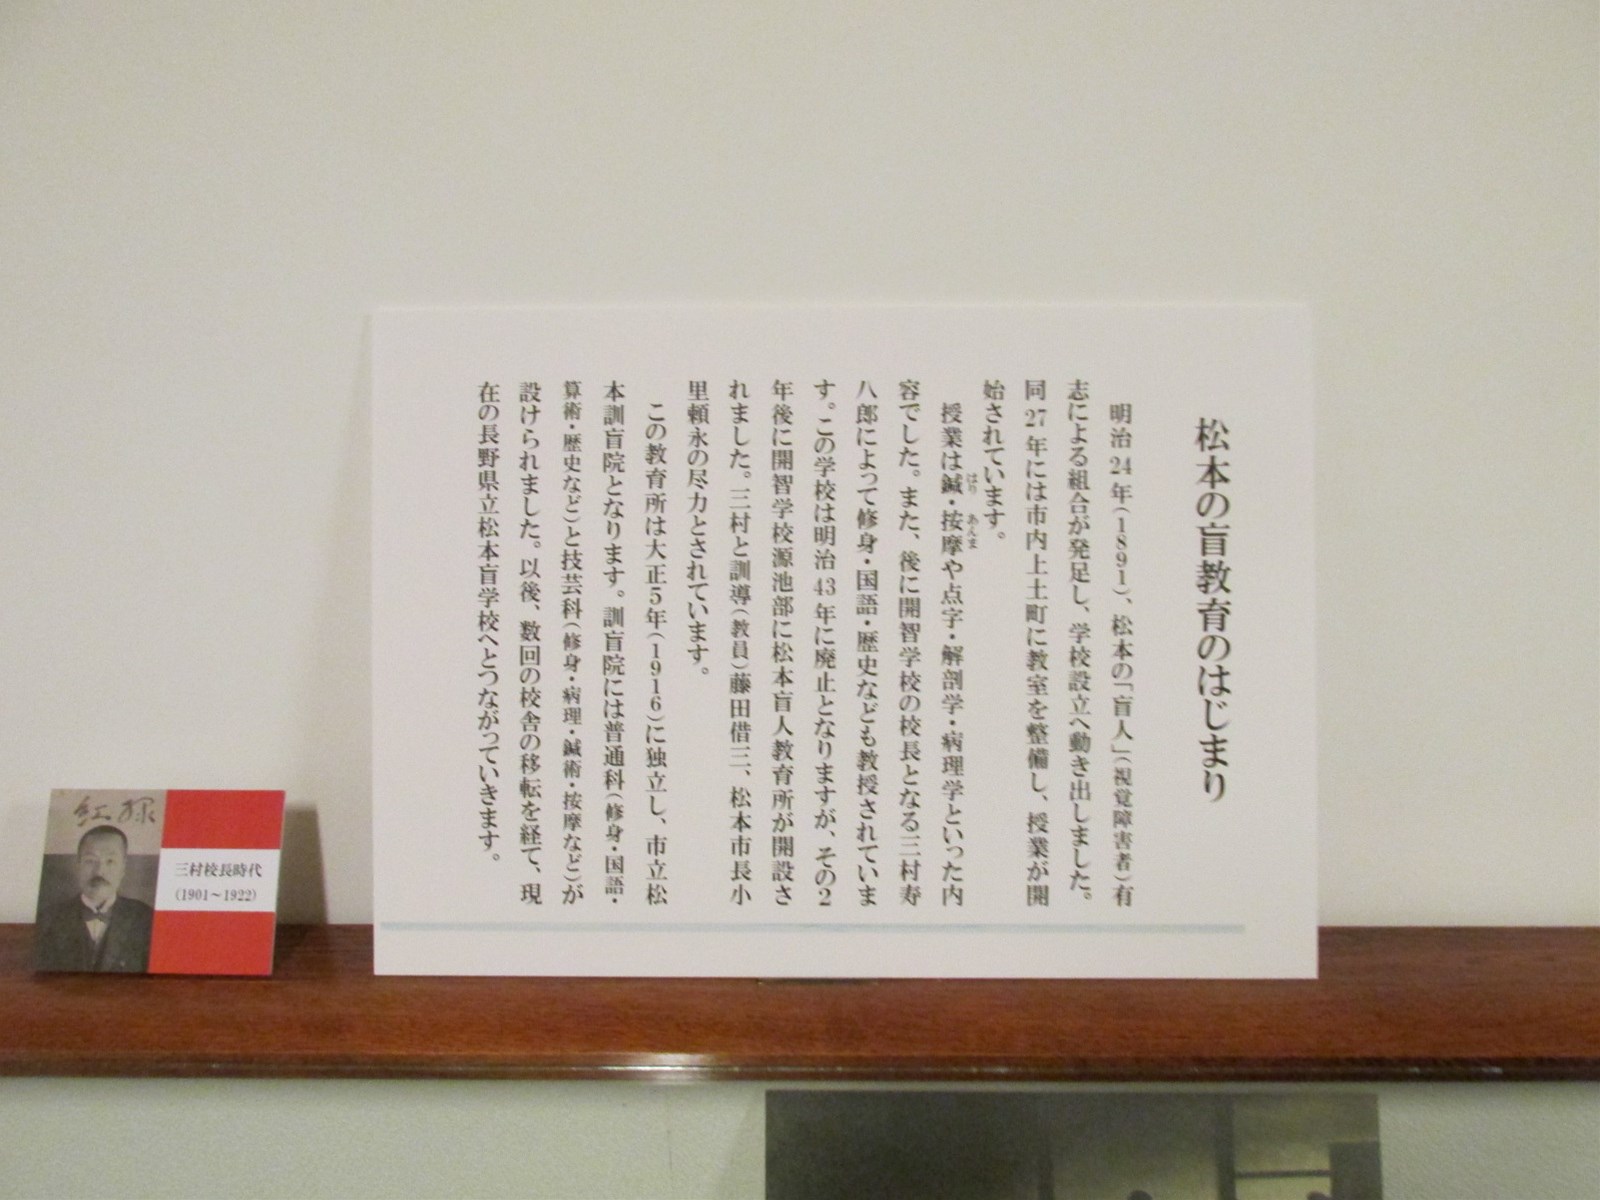 松本の盲教育のはじまり
明治24年(1891)、松本の「盲人」(視覚障害者)有
志による組合が発足し、学校設立へ動き出しました。
同27年には市内上土町に教室を整備し、授業が開
始されています。
授業は鍼・按摩や点字・解剖学・病理学といった内
はり あんま
容でした。また、後に開智学校の校長となる三村寿
八郎によって修身・国語・歴史なども教授されていま
す。この学校は明治43年に廃止となりますが、その2
年後に開智学校源池部に松本盲人教育所が開設さ
れました。三村と訓導(教員)藤田借三、松本市長小
里頼永の尽力とされています。
この教育所は大正5年(1916)に独立し、市立松
本訓盲院となります。訓盲院には普通科(修身・国語・
算術・歴史など)と技芸科(修身・病理・鍼術・按摩など)が
設けられました。以後、数回の校舎の移転を経て、現
在の長野県立松本盲学校へとつながっていきます。
紅緑
三村校長時代
(1901～1922)